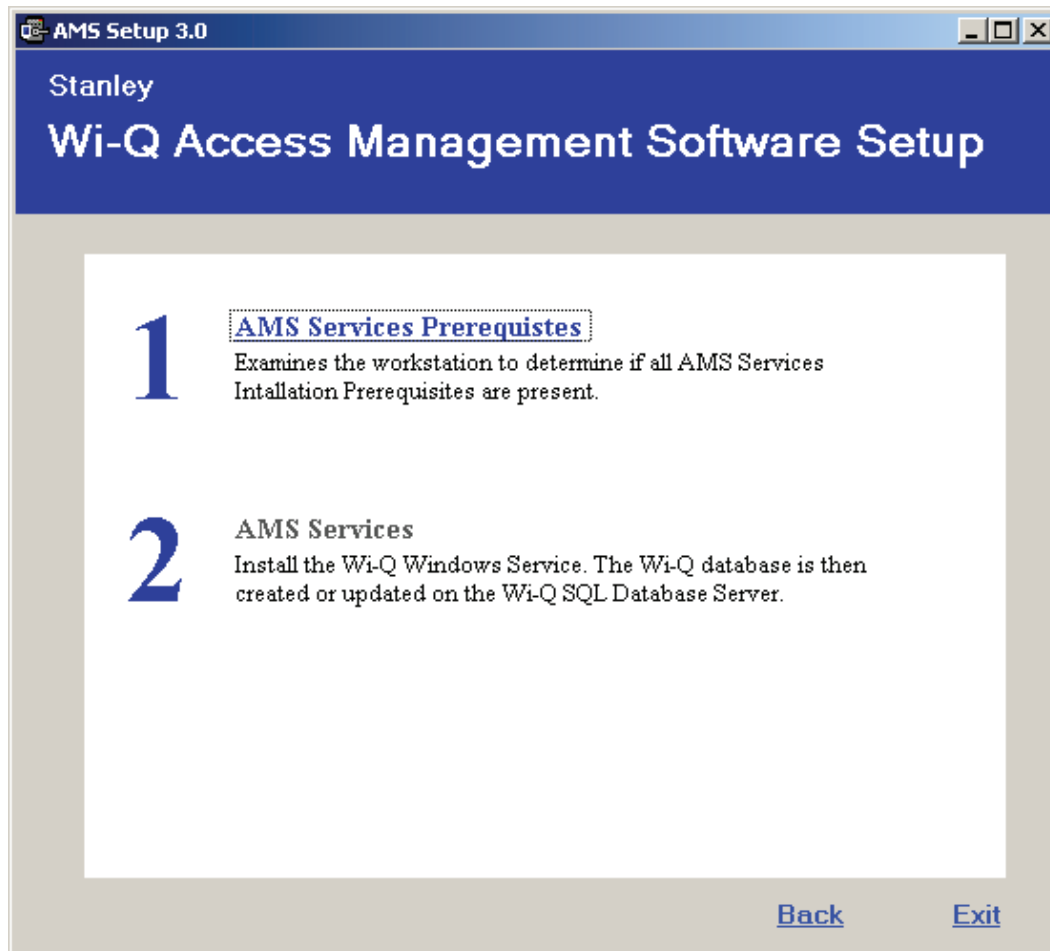 AMS Setup 3.0
Stanley
Wi-Q Access Management Software Setup
1
AMS Services Prerequistes
Examines the workstation to determine if all AMS Services
Intallation Prerequisites are present.
2
AMS Services
Install the Wi-Q Windows Service. The Wi-Q database is then
created or updated on the Wi-Q SQL Database Server.
Back
Exit